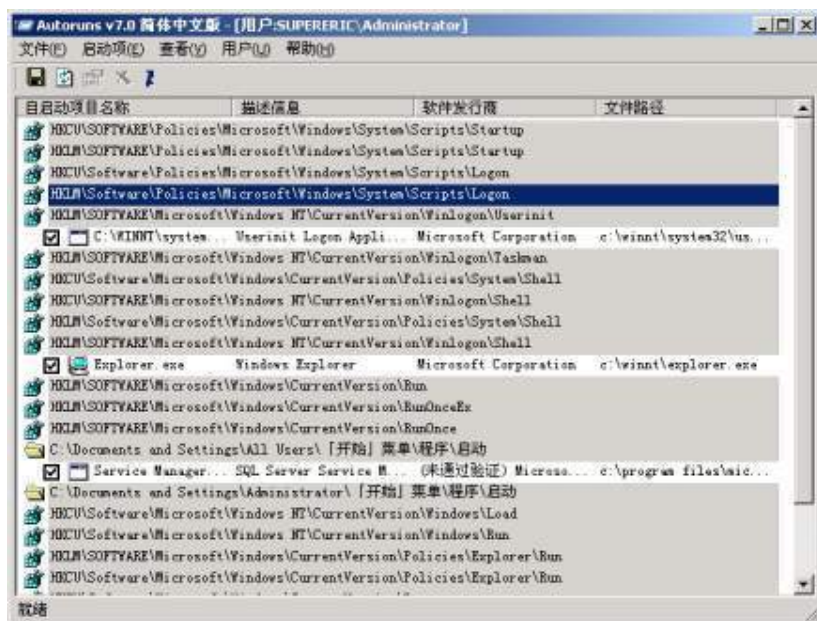 Autoruns v7.0 简体中文版 - [用户:SUPERERIC\Administrator]
文件(F) 启动项(E) 查看(V) 用户(U) 帮助(H)
自启动项目名称 描述信息 软件发行商 文件路径
HKCU\SOFTWARE\Policies\Microsoft\Windows\System\Scripts\Startup
HKLM\SOFTWARE\Policies\Microsoft\Windows\System\Scripts\Startup
HKCU\Software\Policies\Microsoft\Windows\System\Scripts\Logon
HKLM\Software\Policies\Microsoft\Windows\System\Scripts\Logon
HKLM\SOFTWARE\Microsoft\Windows NT\CurrentVersion\Winlogon\Userinit
C:\WINNT\system... Userinit Logon Appli... Microsoft Corporation c:\winnt\system32\us...
HKLM\SOFTWARE\Microsoft\Windows NT\CurrentVersion\Winlogon\Taskman
HKCU\Software\Microsoft\Windows\CurrentVersion\Policies\System\Shell
HKCU\SOFTWARE\Microsoft\Windows NT\CurrentVersion\Winlogon\Shell
HKLM\Software\Microsoft\Windows\CurrentVersion\Policies\System\Shell
HKLM\SOFTWARE\Microsoft\Windows NT\CurrentVersion\Winlogon\Shell
Explorer.exe Windows Explorer Microsoft Corporation c:\winnt\explorer.exe
HKLM\SOFTWARE\Microsoft\Windows\CurrentVersion\Run
HKLM\SOFTWARE\Microsoft\Windows\CurrentVersion\RunOnceEx
HKLM\SOFTWARE\Microsoft\Windows\CurrentVersion\RunOnce
C:\Documents and Settings\All Users\「开始」菜单\程序\启动
Service Manager... SQL Server Service M... (未通过验证) Microso... c:\program files\mic...
C:\Documents and Settings\Administrator\「开始」菜单\程序\启动
HKCU\Software\Microsoft\Windows NT\CurrentVersion\Windows\Load
HKCU\Software\Microsoft\Windows NT\CurrentVersion\Windows\Run
HKLM\SOFTWARE\Microsoft\Windows\CurrentVersion\Policies\Explorer\Run
HKCU\Software\Microsoft\Windows\CurrentVersion\Policies\Explorer\Run
就绪